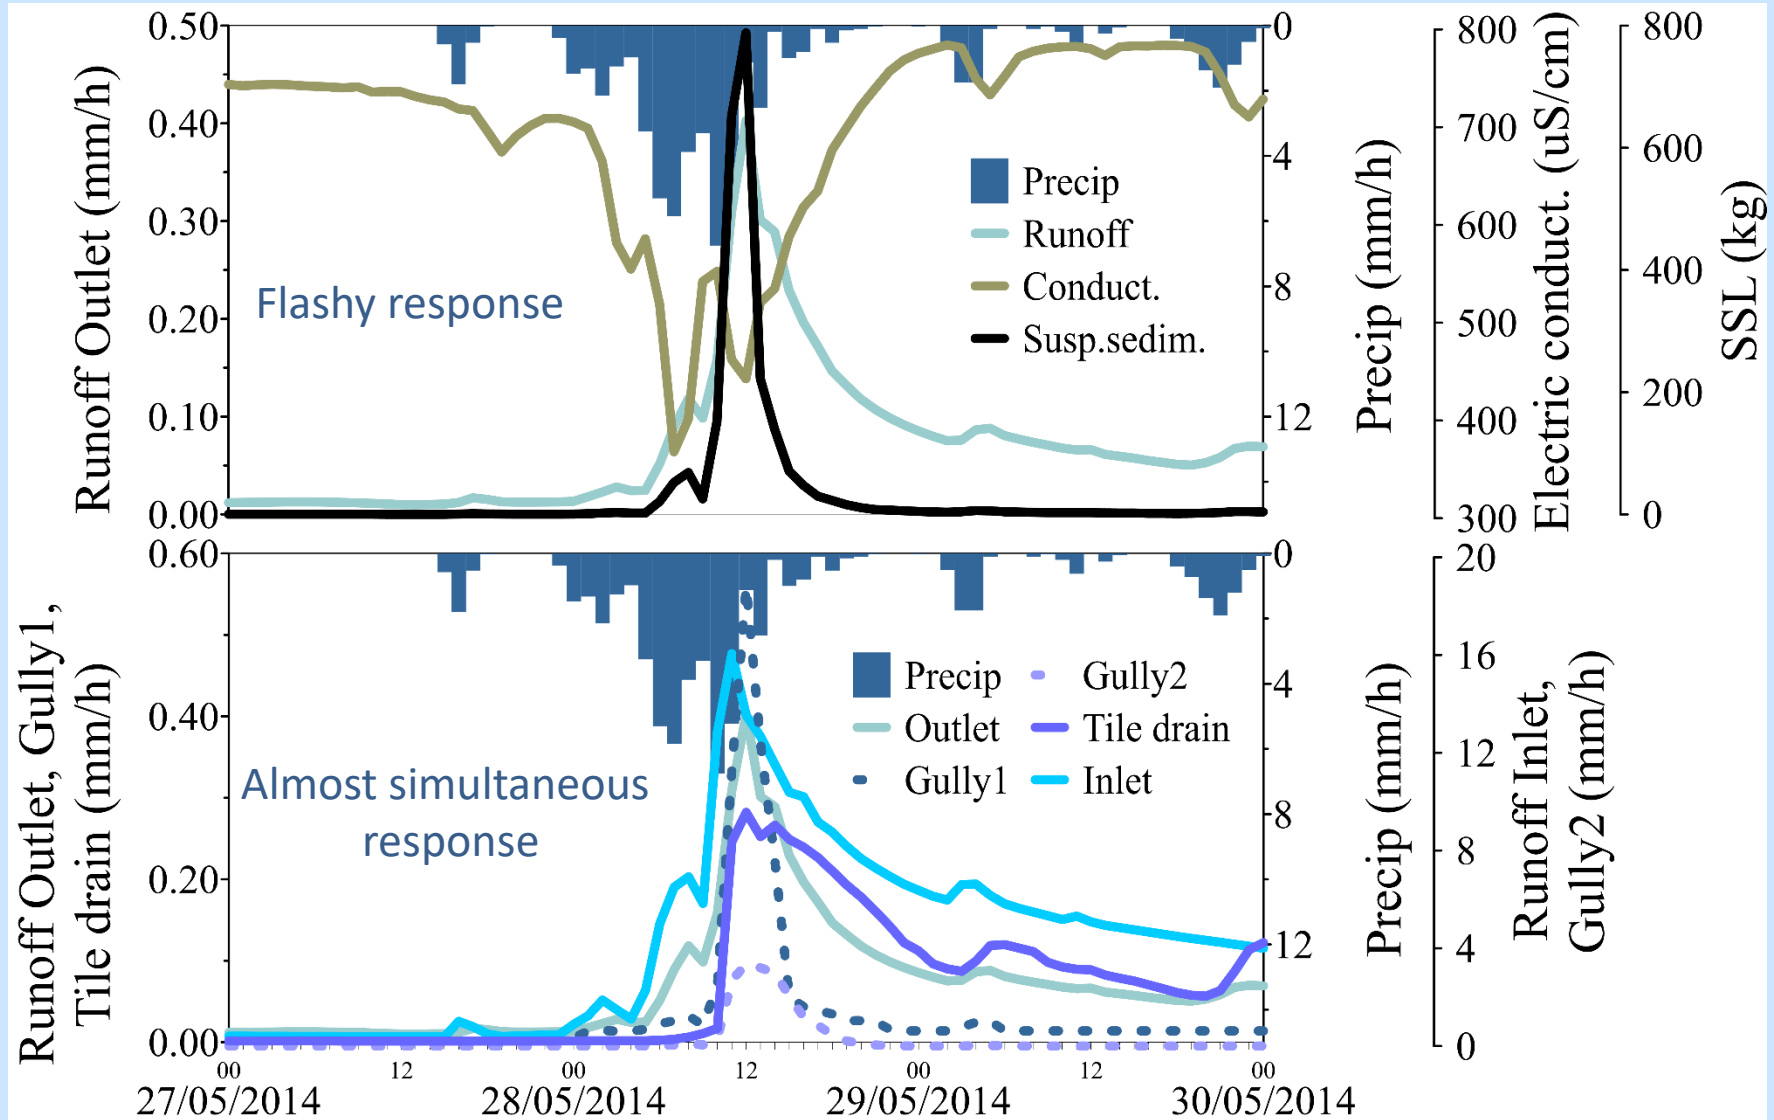 Runoff Outlet (mm/h)
0.50
0.40
0.30
0.20
0.10
0.00
Flashy response
Precip
Runoff
Conduct.
Susp.sedim.
0
4
8
12
Precip (mm/h)
800
700
600
500
400
300
Electric conduct. (uS/cm)
800
600
400
200
0
SSL (kg)
Runoff Outlet, Gully1,
Tile drain (mm/h)
0.60
0.40
0.20
0.00
Almost simultaneous
response
Precip
Outlet
Gully1
Gully2
Tile drain
Inlet
0
4
8
12
Precip (mm/h)
20
16
12
8
4
0
Runoff Inlet,
Gully2 (mm/h)
00 12 00 12 00 12 00
27/05/2014 28/05/2014 29/05/2014 30/05/2014